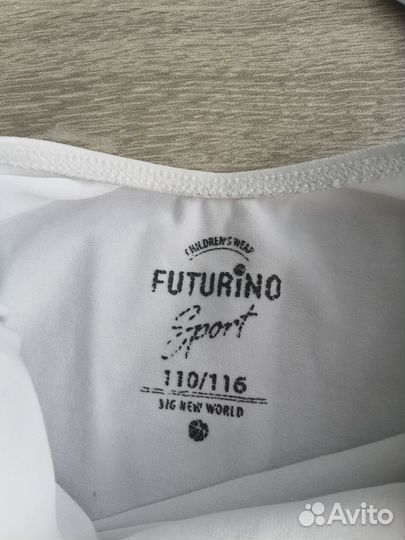 CHILDREN'S WEAR
FUTURiNO
Sport
110/116
BIG NEW WORLD
Avito